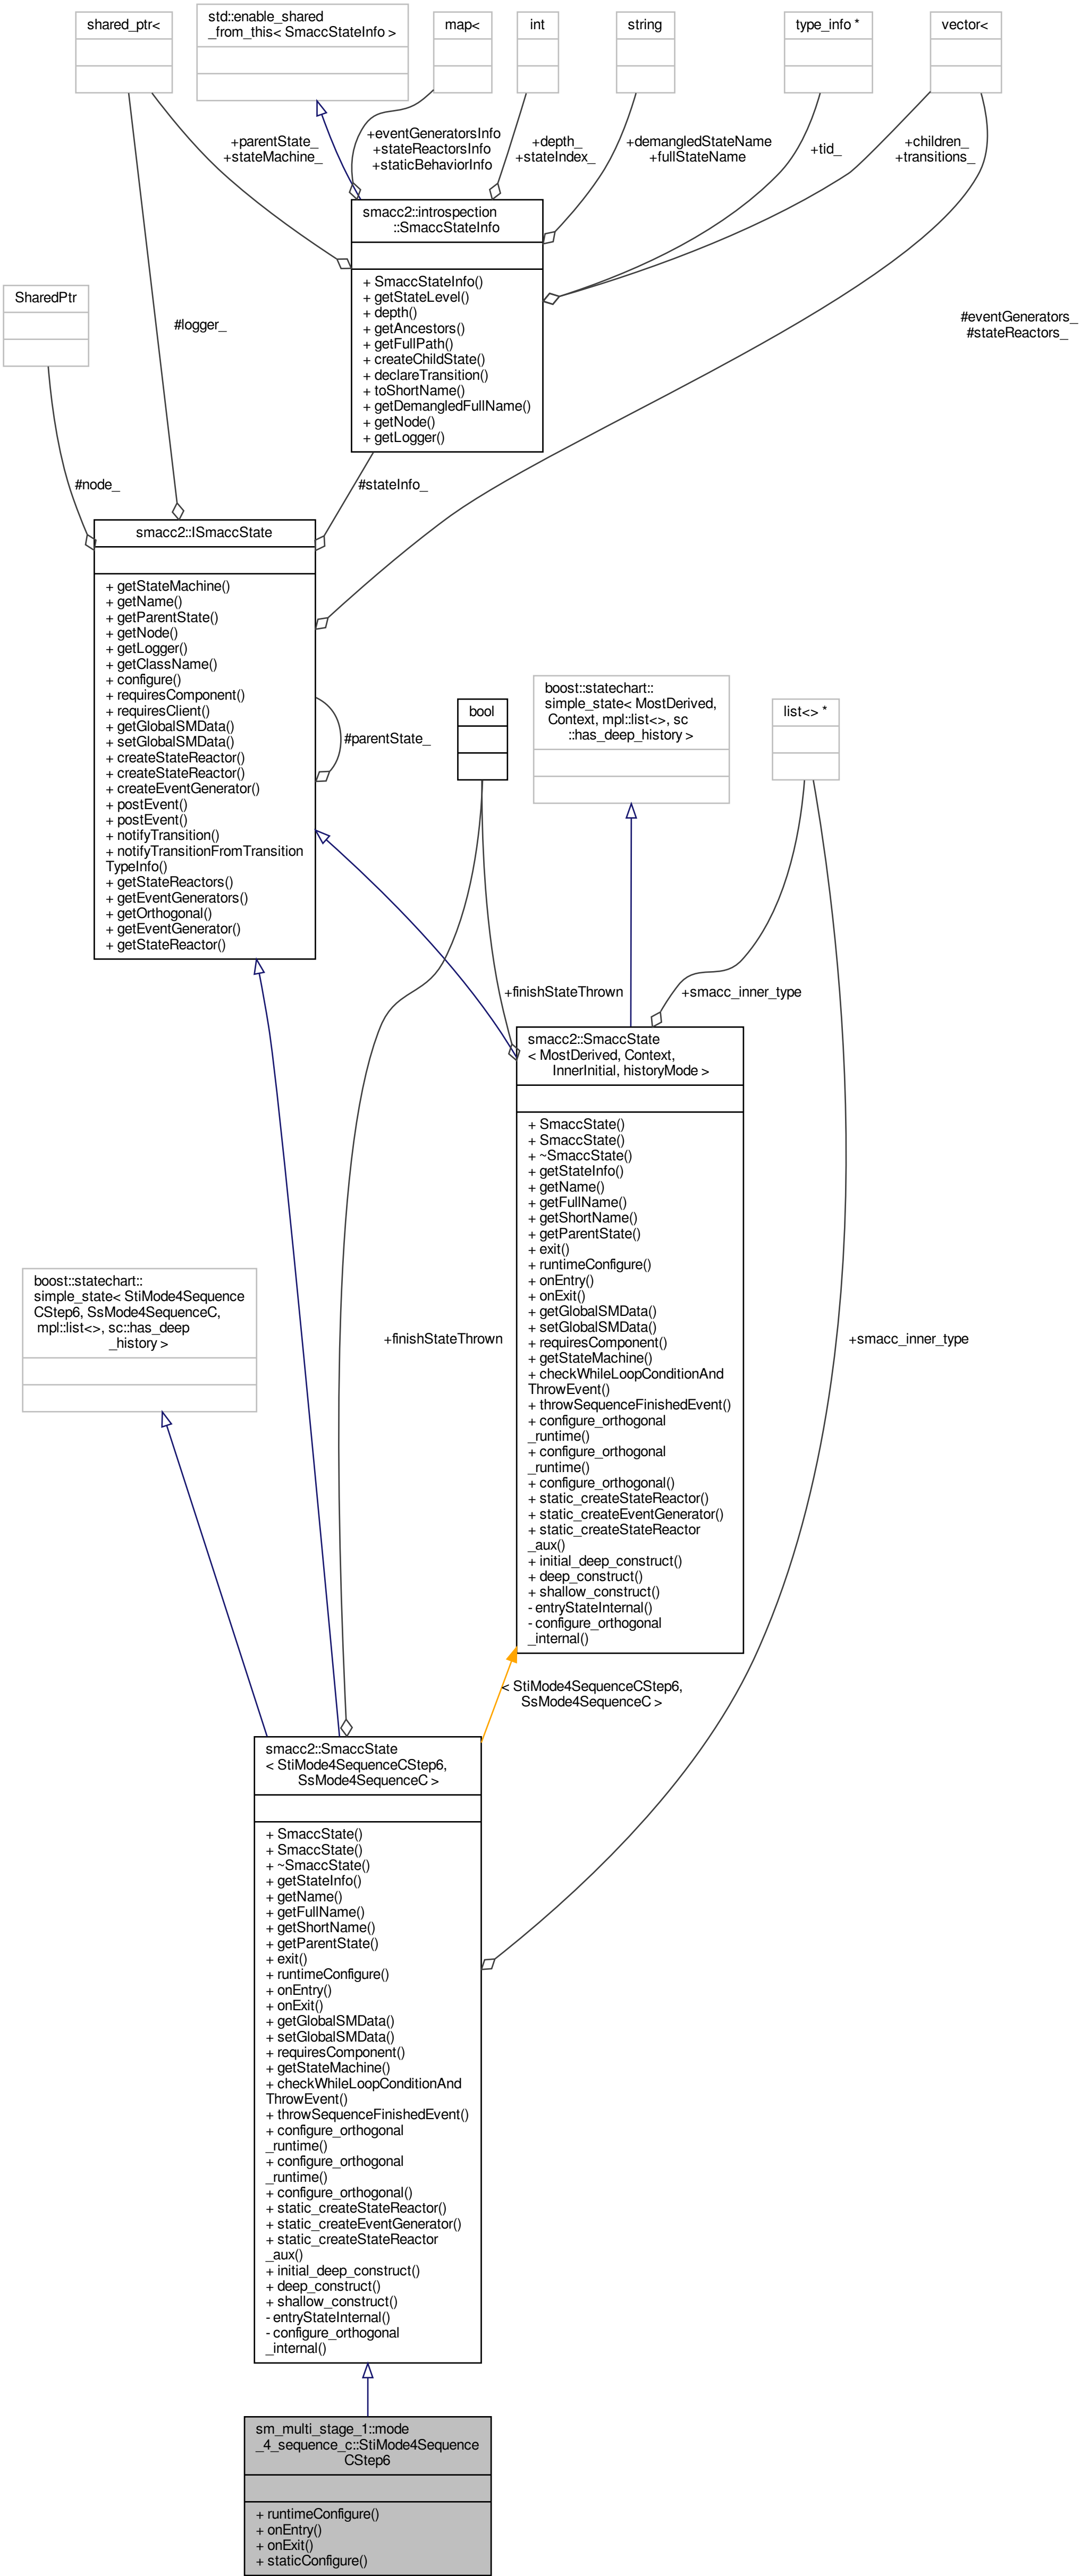 shared_ptr<
std::enable_shared
_from_this< SmaccStateInfo >
map<
int
string
type_info *
vector<
+parentState_
+stateMachine_
+eventGeneratorsInfo
+stateReactorsInfo
+staticBehaviorInfo
+depth_
+stateIndex_
+demangledStateName
+fullStateName
+tid_
+children_
+transitions_
smacc2::introspection
::SmaccStateInfo
+ SmaccStateInfo()
+ getStateLevel()
+ depth()
+ getAncestors()
+ getFullPath()
+ createChildState()
+ declareTransition()
+ toShortName()
+ getDemangledFullName()
+ getNode()
+ getLogger()
SharedPtr
#logger_
#eventGenerators_
#stateReactors_
#node_
#stateInfo_
smacc2::ISmaccState
+ getStateMachine()
+ getName()
+ getParentState()
+ getNode()
+ getLogger()
+ getClassName()
+ configure()
+ requiresComponent()
+ requiresClient()
+ getGlobalSMData()
+ setGlobalSMData()
+ createStateReactor()
+ createStateReactor()
+ createEventGenerator()
+ postEvent()
+ postEvent()
+ notifyTransition()
+ notifyTransitionFromTransition
TypeInfo()
+ getStateReactors()
+ getEventGenerators()
+ getOrthogonal()
+ getEventGenerator()
+ getStateReactor()
#parentState_
bool
boost::statechart::
simple_state< MostDerived,
Context, mpl::list<>, sc
::has_deep_history >
list<> *
+finishStateThrown
+smacc_inner_type
smacc2::SmaccState
< MostDerived, Context,
InnerInitial, historyMode >
+ SmaccState()
+ SmaccState()
+ ~SmaccState()
+ getStateInfo()
+ getName()
+ getFullName()
+ getShortName()
+ getParentState()
+ exit()
+ runtimeConfigure()
+ onEntry()
+ onExit()
+ getGlobalSMData()
+ setGlobalSMData()
+ requiresComponent()
+ getStateMachine()
+ checkWhileLoopConditionAnd
ThrowEvent()
+ throwSequenceFinishedEvent()
+ configure_orthogonal
_runtime()
+ configure_orthogonal
_runtime()
+ configure_orthogonal()
+ static_createStateReactor()
+ static_createEventGenerator()
+ static_createStateReactor
_aux()
+ initial_deep_construct()
+ deep_construct()
+ shallow_construct()
- entryStateInternal()
- configure_orthogonal
_internal()
boost::statechart::
simple_state< StiMode4Sequence
CStep6, SsMode4SequenceC,
mpl::list<>, sc::has_deep
_history >
+finishStateThrown
+smacc_inner_type
< StiMode4SequenceCStep6,
SsMode4SequenceC >
smacc2::SmaccState
< StiMode4SequenceCStep6,
SsMode4SequenceC >
+ SmaccState()
+ SmaccState()
+ ~SmaccState()
+ getStateInfo()
+ getName()
+ getFullName()
+ getShortName()
+ getParentState()
+ exit()
+ runtimeConfigure()
+ onEntry()
+ onExit()
+ getGlobalSMData()
+ setGlobalSMData()
+ requiresComponent()
+ getStateMachine()
+ checkWhileLoopConditionAnd
ThrowEvent()
+ throwSequenceFinishedEvent()
+ configure_orthogonal
_runtime()
+ configure_orthogonal
_runtime()
+ configure_orthogonal()
+ static_createStateReactor()
+ static_createEventGenerator()
+ static_createStateReactor
_aux()
+ initial_deep_construct()
+ deep_construct()
+ shallow_construct()
- entryStateInternal()
- configure_orthogonal
_internal()
sm_multi_stage_1::mode
_4_sequence_c::StiMode4Sequence
CStep6
+ runtimeConfigure()
+ onEntry()
+ onExit()
+ staticConfigure()